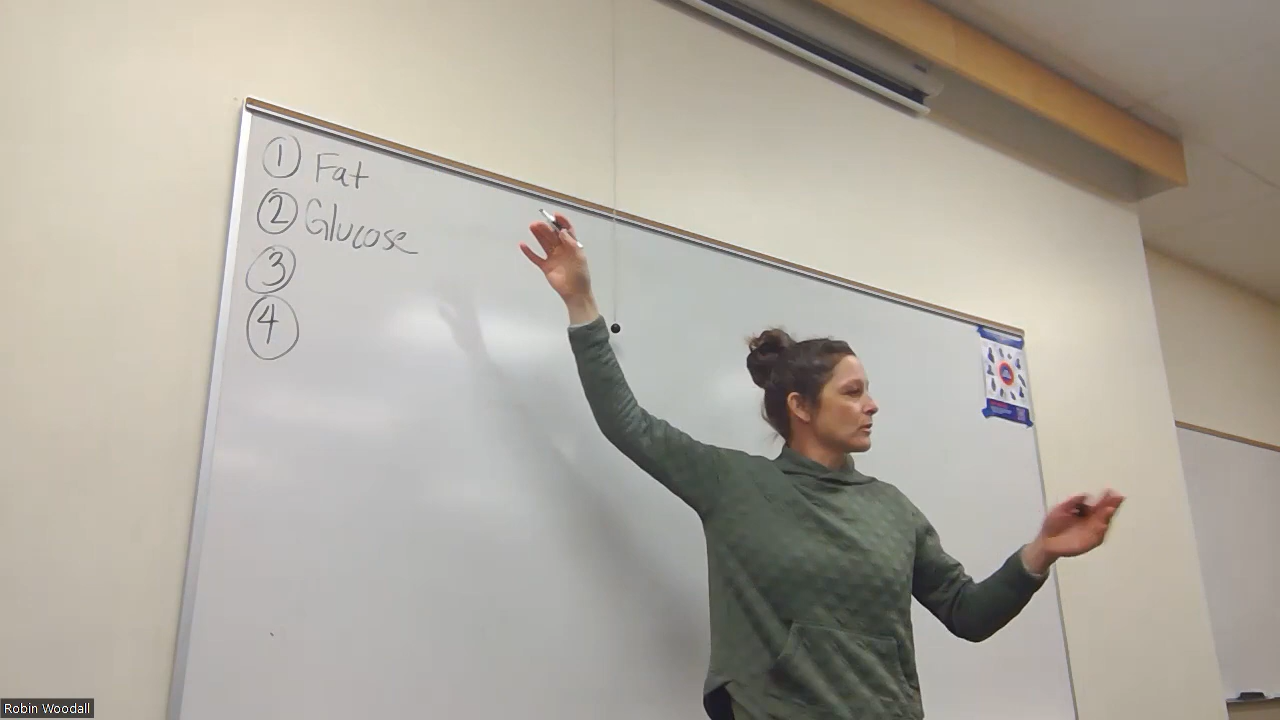 ① Fat
② Glucose
③
④
Robin Woodall